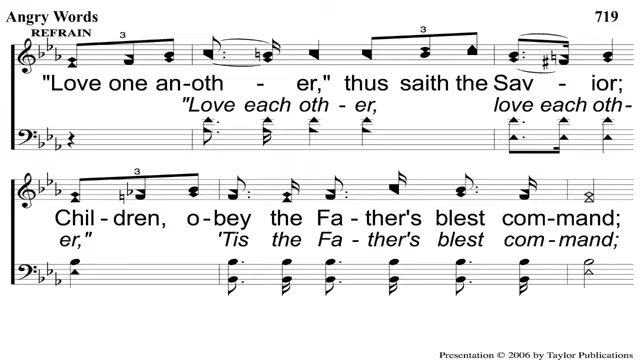 Angry Words 719
REFRAIN
3 3
"Love one an-oth - er," thus saith the Sav - ior;
"Love each oth-er, love each oth-
3
Chil-dren, o-bey the Fa-ther's blest com-mand;
er," 'Tis the Fa-ther's blest com-mand;
Presentation © 2006 by Taylor Publications